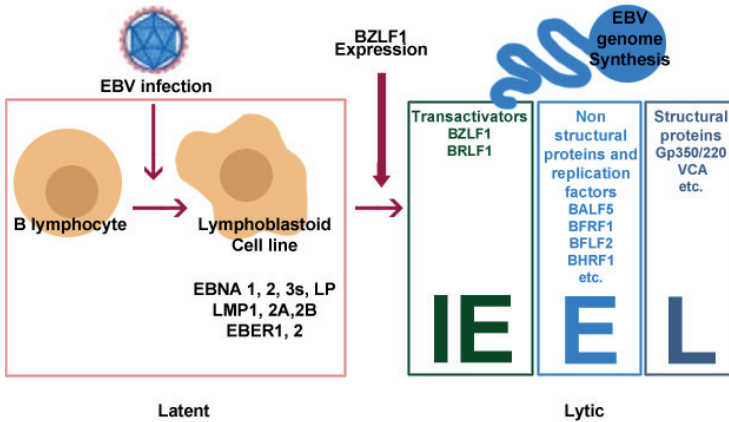 EBV infection
BZLF1
Expression
EBV
genome
Synthesis
B lymphocyte
Lymphoblastoid
Cell line
EBNA 1, 2, 3s, LP
LMP1, 2A,2B
EBER1, 2
Transactivators
BZLF1
BRLF1
IE
Non
structural
proteins and
replication
factors
BALF5
BFRF1
BFLF2
BHRF1
etc.
E
Structural
proteins
Gp350/220
VCA
etc.
L
Latent
Lytic